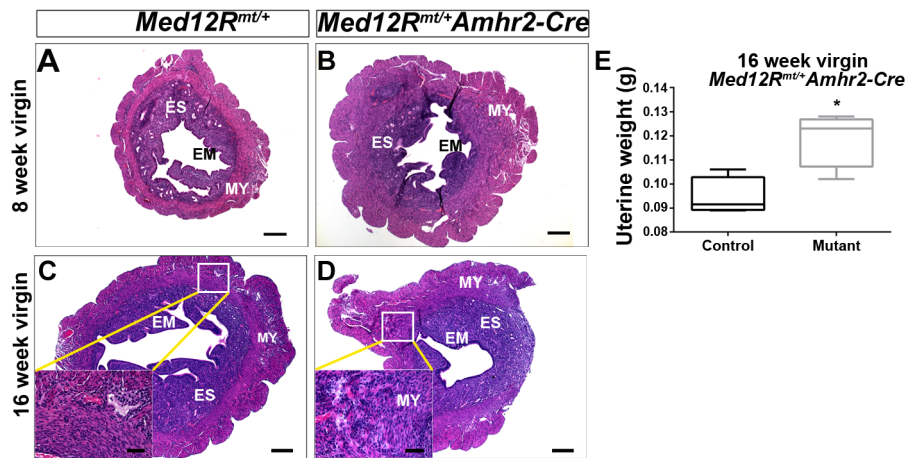 Med12Rmt/+
Med12Rmt/+Amhr2-Cre
8 week virgin
A
ES
EM
MY
B
ES
EM
MY
16 week virgin
C
EM
MY
ES
D
MY
ES
EM
MY
E
16 week virgin
Med12Rmt/+Amhr2-Cre
Uterine weight (g)
0.14
0.13
0.12
0.11
0.10
0.09
0.08
*
Control
Mutant